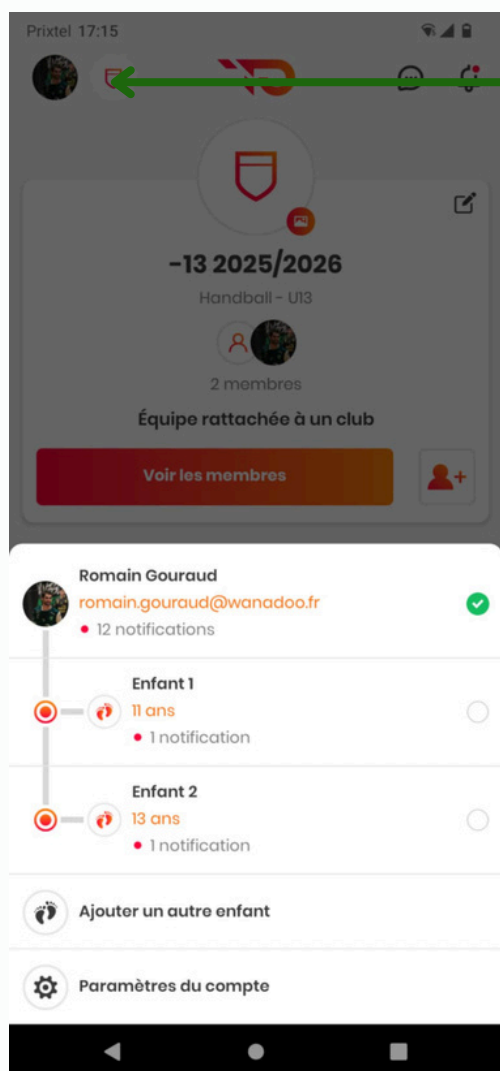 Prixtel 17:15
-13 2025/2026
Handball - U13
2 membres
Équipe rattachée à un club
Voir les membres
Romain Gouraud
romain.gouraud@wanadoo.fr
12 notifications
Enfant 1
11 ans
1 notification
Enfant 2
13 ans
1 notification
Ajouter un autre enfant
Paramètres du compte